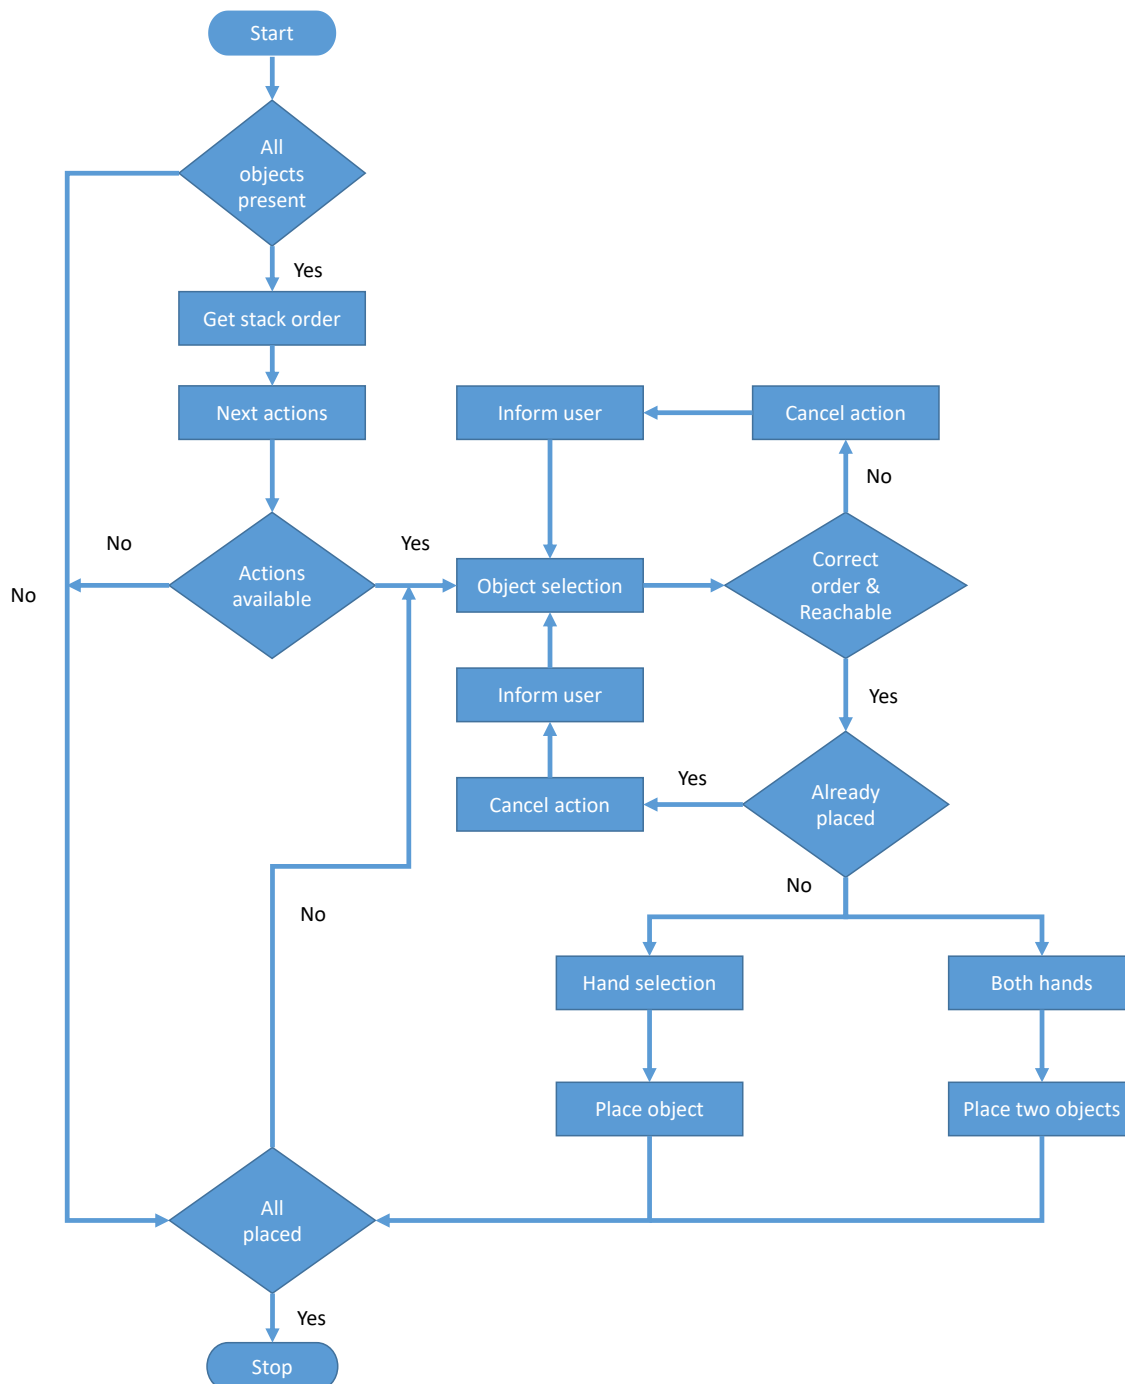 Start
All
objects
present
Yes
Get stack order
Next actions
Inform user
Cancel action
No
No
Yes
Actions
available
Object selection
Correct
order &
Reachable
No
Inform user
Yes
Yes
Cancel action
Already
placed
No
No
Hand selection
Both hands
Place object
Place two objects
All
placed
Yes
Stop